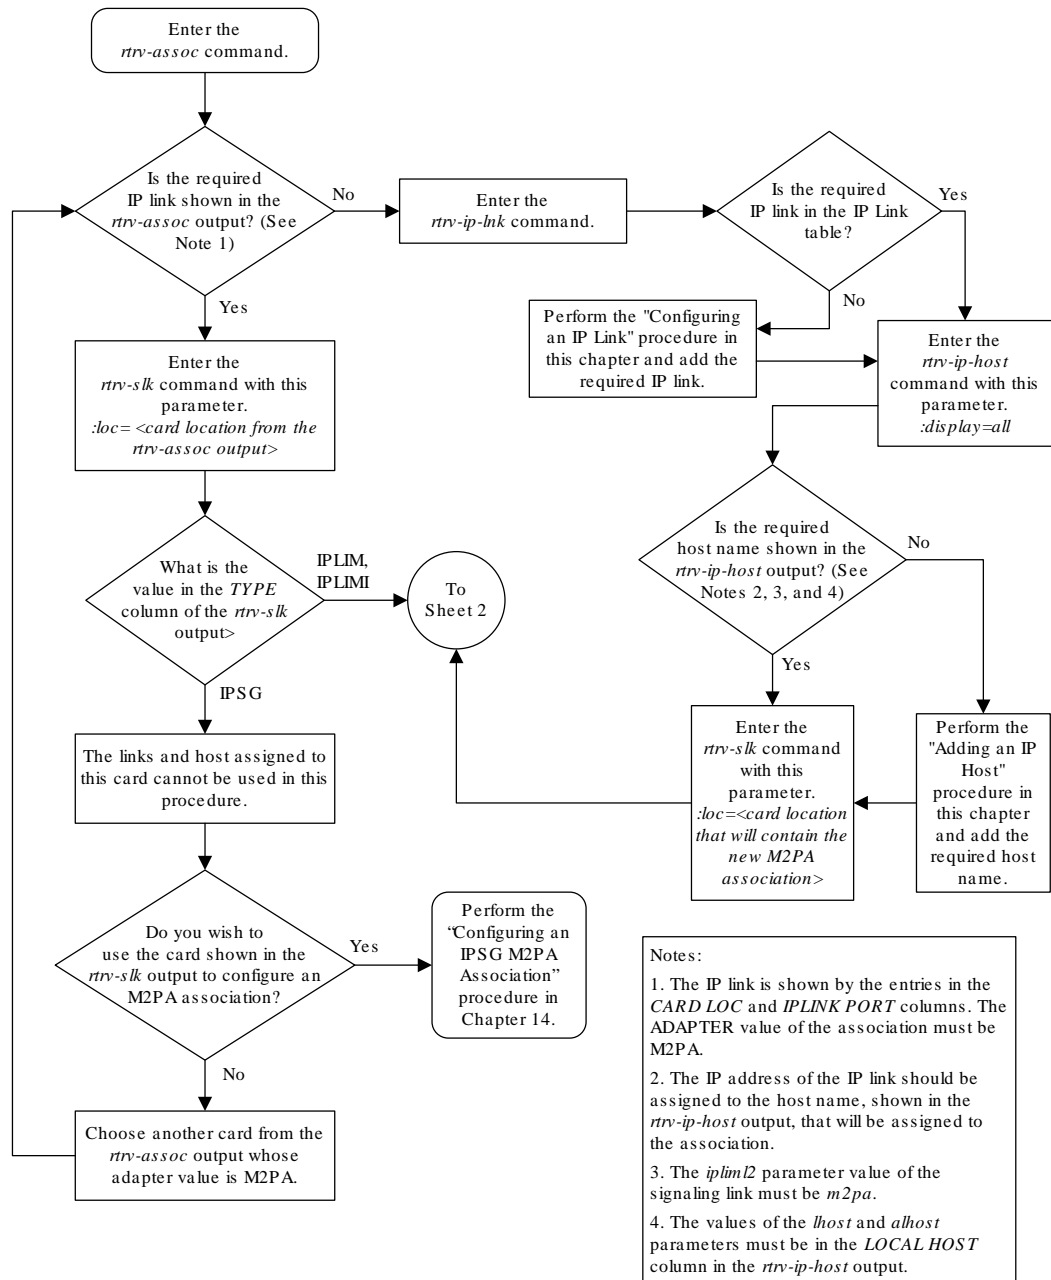 Enter the
rtrv-assoc command.
Is the required
IP link shown in the
rtrv-assoc output? (See
Note 1)
No
Enter the
rtrv-ip-lnk command.
Is the required
IP link in the IP Link
table?
Yes
No
Yes
Perform the "Configuring
an IP Link" procedure in
this chapter and add the
required IP link.
Enter the
rtrv-ip-host
command with this
parameter.
:display=all
Enter the
rtrv-slk command with this
parameter.
:loc= <card location from the
rtrv-assoc output>
What is the
value in the TYPE
column of the rtrv-slk
output>
IPLIM,
IPLIMI
To
Sheet 2
Is the required
host name shown in the
rtrv-ip-host output? (See
Notes 2, 3, and 4)
No
Yes
IPSG
The links and host assigned to
this card cannot be used in this
procedure.
Enter the
rtrv-slk command
with this
parameter.
:loc=<card location
that will contain the
new M2PA
association>
Perform the
"Adding an IP
Host"
procedure in
this chapter
and add the
required host
name.
Do you wish to
use the card shown in the
rtrv-slk output to configure an
M2PA association?
Yes
Perform the
“Configuring an
IPSG M2PA
Association”
procedure in
Chapter 14.
No
Choose another card from the
rtrv-assoc output whose
adapter value is M2PA.
Notes:
1. The IP link is shown by the entries in the
CARD LOC and IPLINK PORT columns. The
ADAPTER value of the association must be
M2PA.
2. The IP address of the IP link should be
assigned to the host name, shown in the
rtrv-ip-host output, that will be assigned to
the association.
3. The ipliml2 parameter value of the
signaling link must be m2pa.
4. The values of the lhost and alhost
parameters must be in the LOCAL HOST
column in the rtrv-ip-host output.